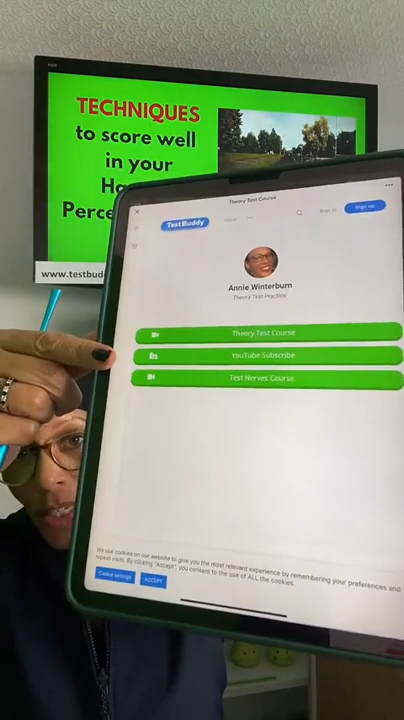 TECHNIQUES
to score well
in your
Ha
Perce
www.testbudd
Theory Test Course
TestBuddy
Sign in
Sign up
Annie Winterburn
Theory Test Practice
Theory Test Course
YouTube Subscribe
Test Nerves Course
We use cookies on our website to give you the most relevant experience by remembering your preferences and
repeat visits. By clicking "Accept", you consent to the use of ALL the cookies.
Cookie settings
ACCEPT